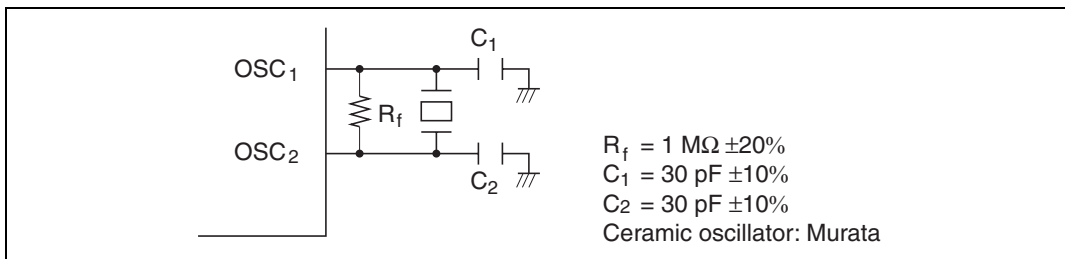 C1
OSC1
Rf
OSC2
C2
Rf = 1 MΩ ±20%
C1 = 30 pF ±10%
C2 = 30 pF ±10%
Ceramic oscillator: Murata